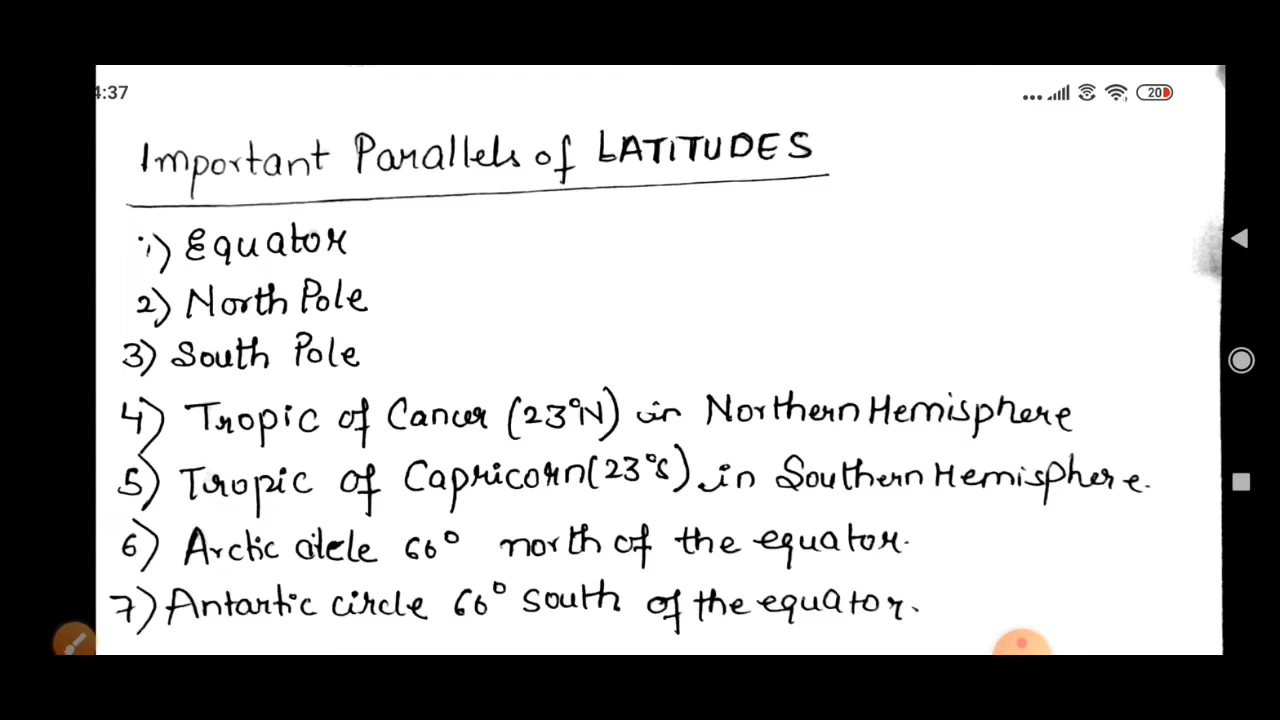 4:37
20
Important Parallels of LATITUDES
1) Equator
2) North Pole
3) South Pole
4) Tropic of Cancer (23°N) in Northern Hemisphere
5) Tropic of Capricorn (23°S) in Southern Hemisphere.
6) Arctic circle 66° north of the equator.
7) Antartic circle 66° south of the equator.